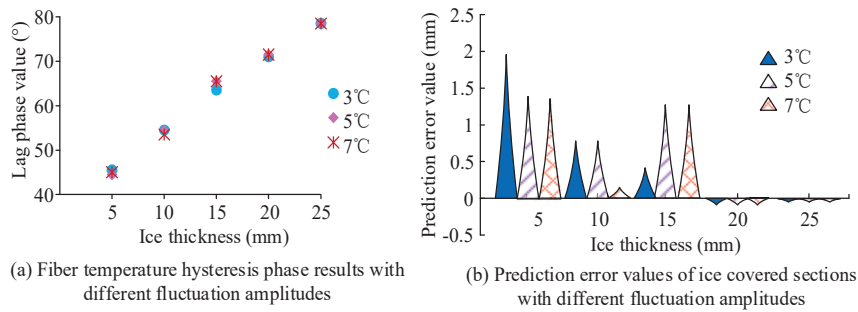 80
70
60
50
40
Lag phase value (°)
3℃
5℃
7℃
5 10 15 20 25
Ice thickness (mm)
(a) Fiber temperature hysteresis phase results with
different fluctuation amplitudes
2.5
2
1.5
1
0.5
0
-0.5
Prediction error value (mm)
3℃
5℃
7℃
5 10 15 20 25
Ice thickness (mm)
(b) Prediction error values of ice covered sections
with different fluctuation amplitudes